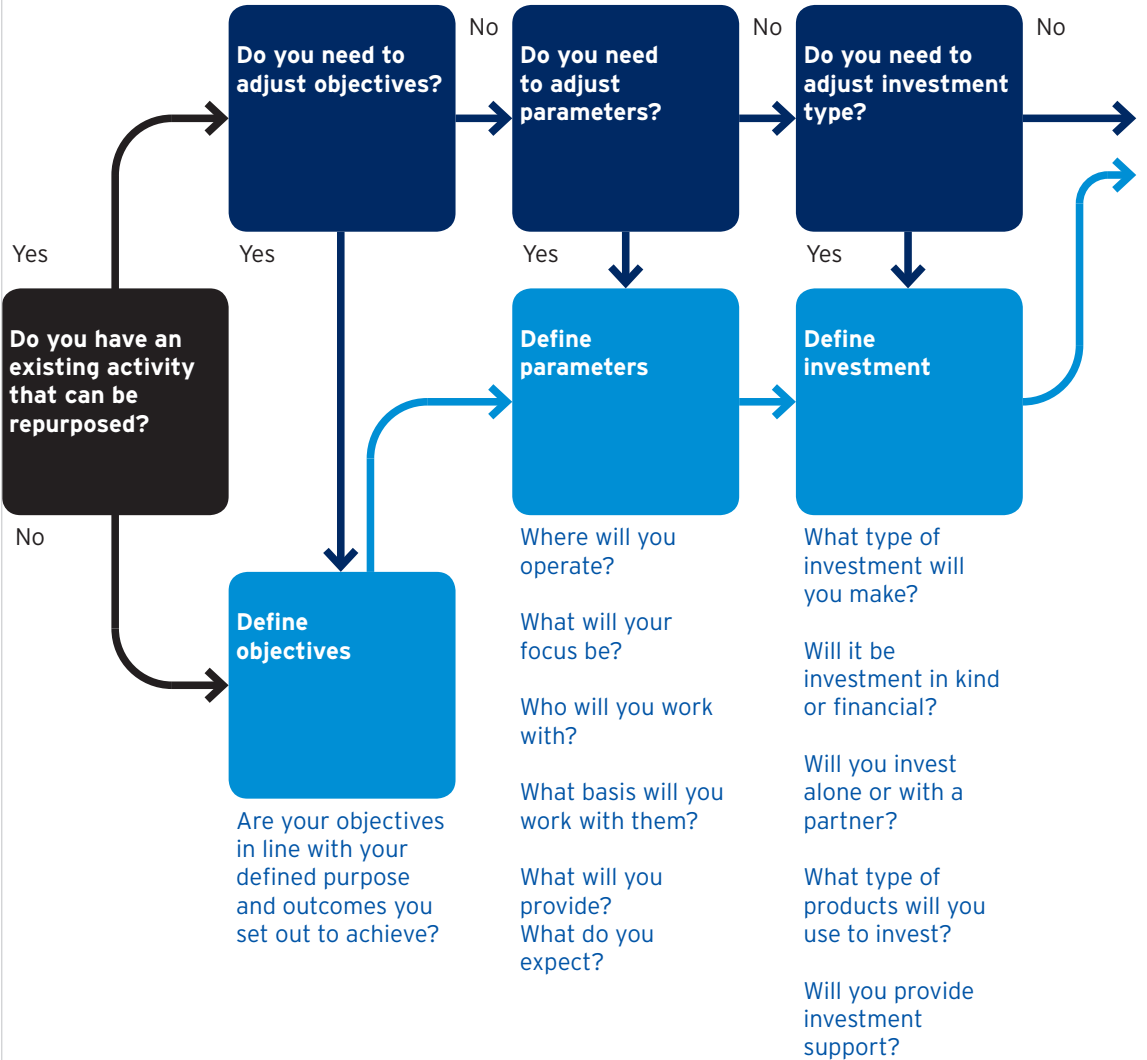 No
No
No
Do you need to
adjust objectives?
Do you need
to adjust
parameters?
Do you need to
adjust investment
type?
Yes
Yes
Yes
Yes
Do you have an
existing activity
that can be
repurposed?
Define
parameters
Define
investment
No
Where will you
operate?
What will your
focus be?
Who will you work
with?
What basis will you
work with them?
What will you
provide?
What do you
expect?
What type of
investment will
you make?
Will it be
investment in kind
or financial?
Will you invest
alone or with a
partner?
What type of
products will you
use to invest?
Will you provide
investment
support?
Define
objectives
Are your objectives
in line with your
defined purpose
and outcomes you
set out to achieve?